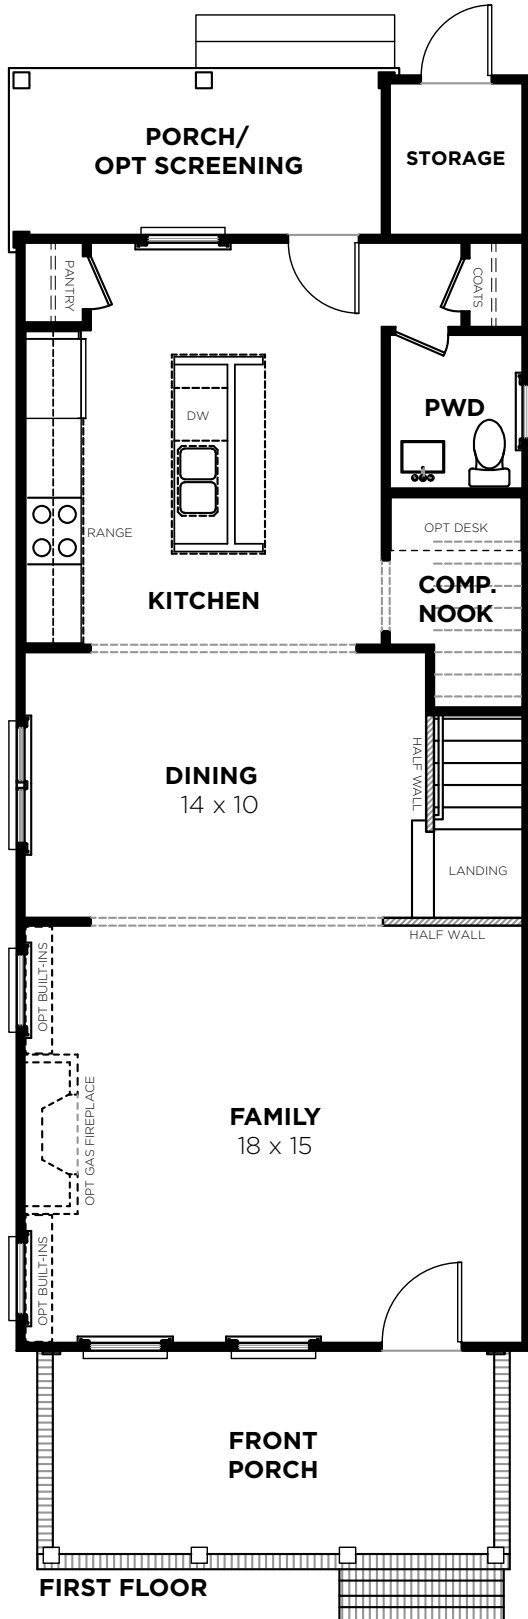 PORCH/
OPT SCREENING
STORAGE
PANTRY
COATS
DW
PWD
RANGE
OPT DESK
KITCHEN
COMP.
NOOK
DINING
14 x 10
HALF WALL
LANDING
HALF WALL
OPT BUILT-INS
FAMILY
18 x 15
OPT GAS FIREPLACE
OPT BUILT-INS
FRONT
PORCH
FIRST FLOOR